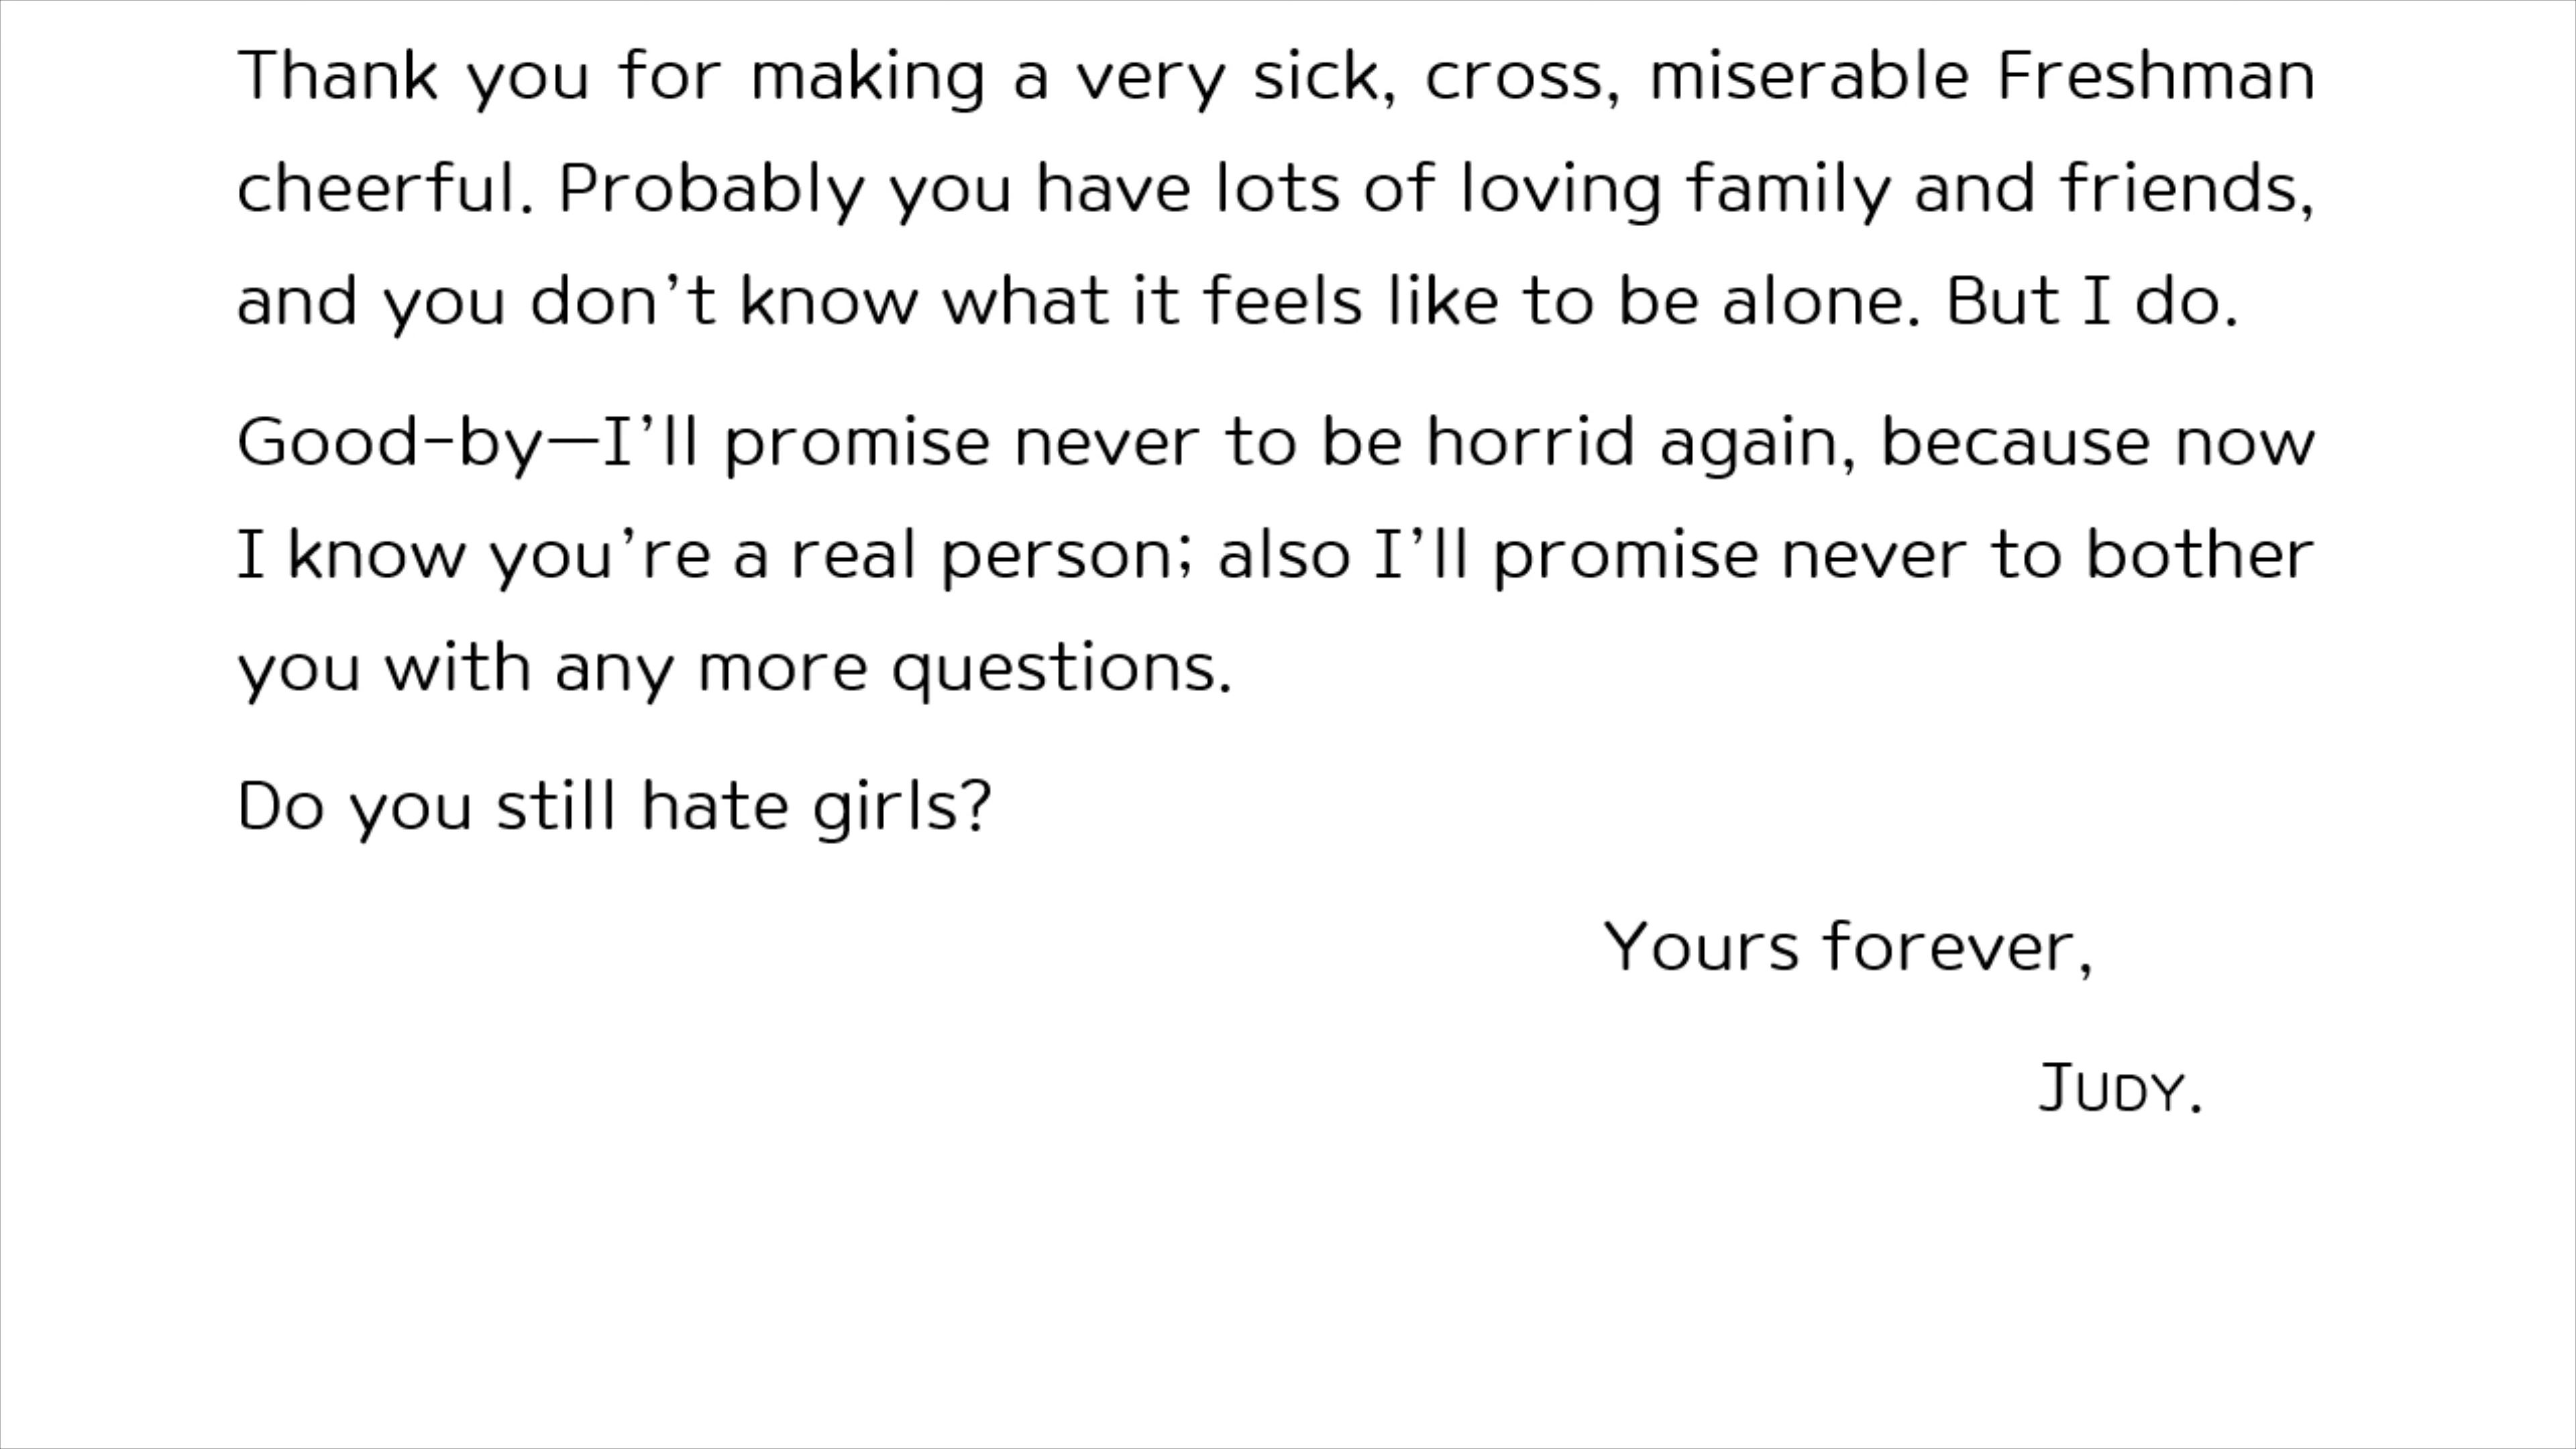 Thank you for making a very sick, cross, miserable Freshman
cheerful. Probably you have lots of loving family and friends,
and you don’t know what it feels like to be alone. But I do.
Good-by—I’ll promise never to be horrid again, because now
I know you’re a real person; also I’ll promise never to bother
you with any more questions.
Do you still hate girls?
Yours forever,
Judy.